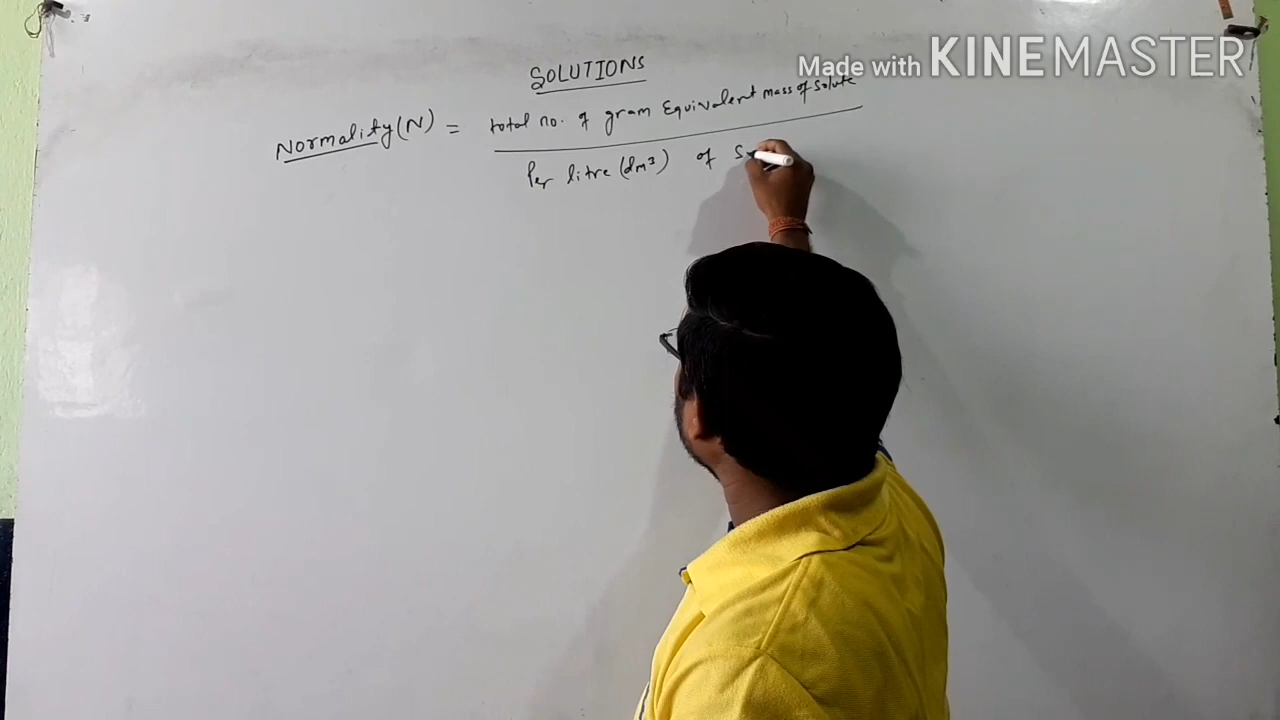 Made with KINEMASTER
SOLUTIONS
Normality (N) = total no. of gram Equivalent mass of solute
Per litre (dm³) of S